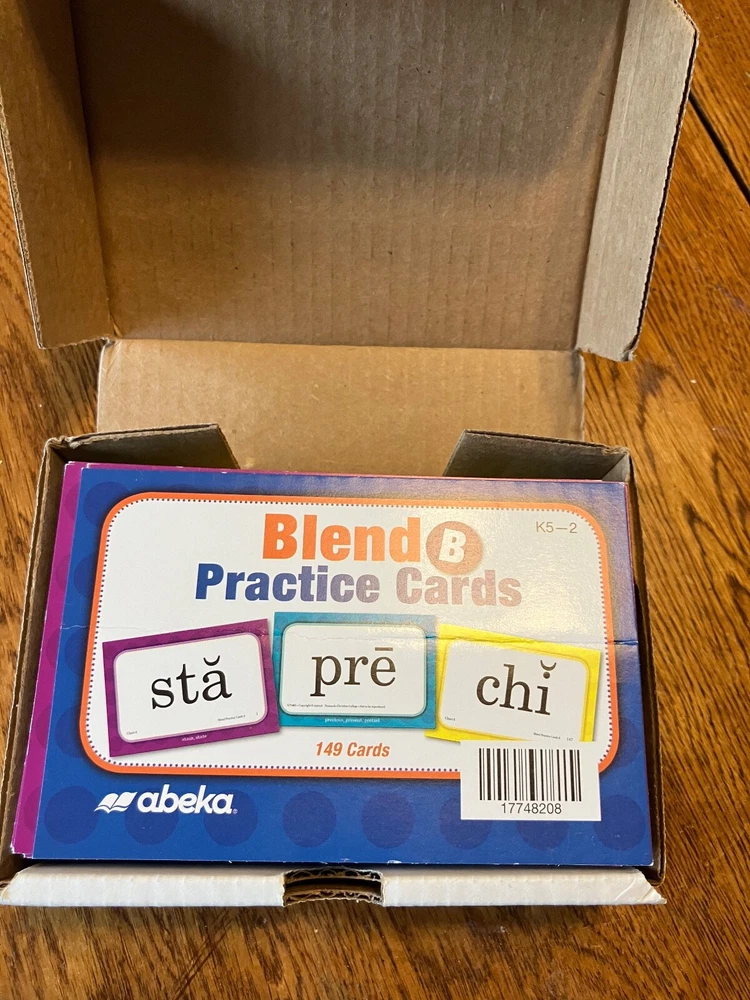 Blend B
K5—2
Practice Cards
stă
prē
chĭ
149 Cards
abeka
17748208